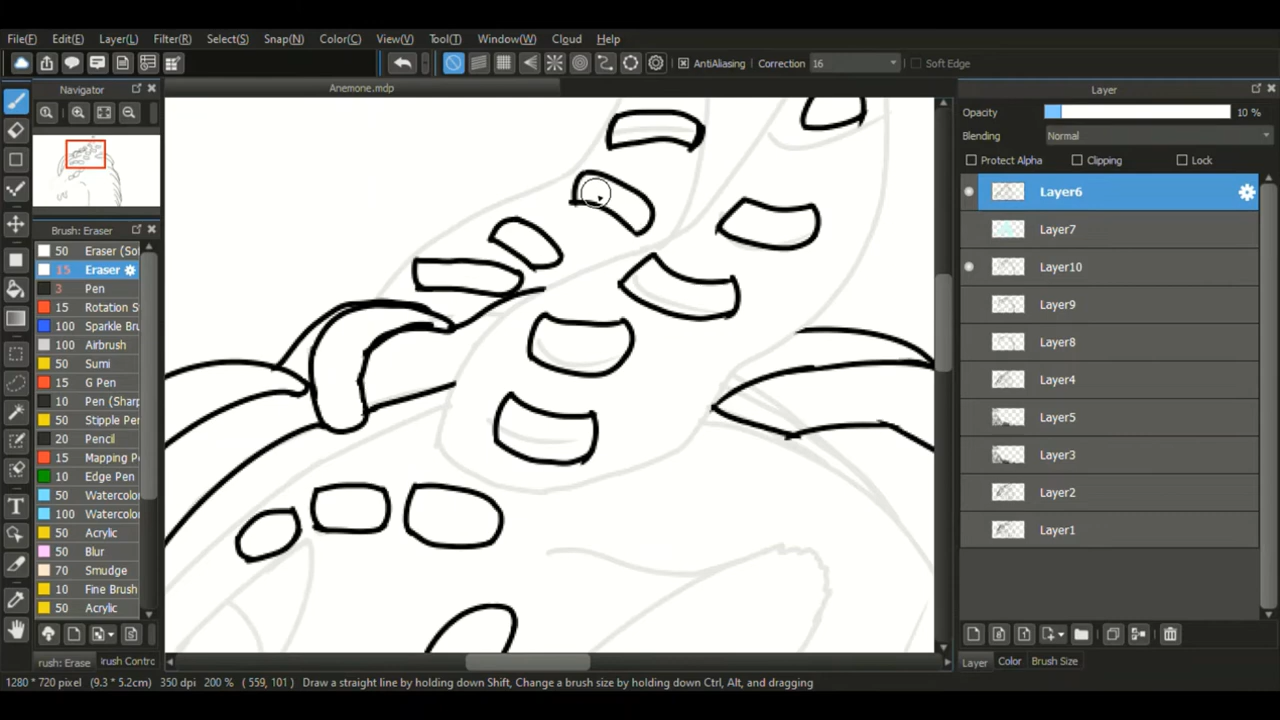 File(F) Edit(E) Layer(L) Filter(R) Select(S) Snap(N) Color(C) View(V) Tool(T) Window(W) Cloud Help
AntiAliasing Correction 16 Soft Edge
Navigator
Anemone.mdp
Layer
Opacity 10 %
Blending Normal
Protect Alpha Clipping Lock
Brush: Eraser
50 Eraser (So
15 Eraser
3 Pen
15 Rotation S
100 Sparkle Bru
100 Airbrush
50 Sumi
15 G Pen
10 Pen (Sharp
50 Stipple Pen
20 Pencil
15 Mapping Pe
10 Edge Pen
50 Watercolo
100 Watercolo
50 Acrylic
50 Blur
70 Smudge
10 Fine Brush
50 Acrylic
Layer6
Layer7
Layer10
Layer9
Layer8
Layer4
Layer5
Layer3
Layer2
Layer1
rush: Erase Brush Contro
Layer Color Brush Size
1280 * 720 pixel (9.3 * 5.2cm) 350 dpi 200 % ( 559, 101) Draw a straight line by holding down Shift, Change a brush size by holding down Ctrl, Alt, and dragging